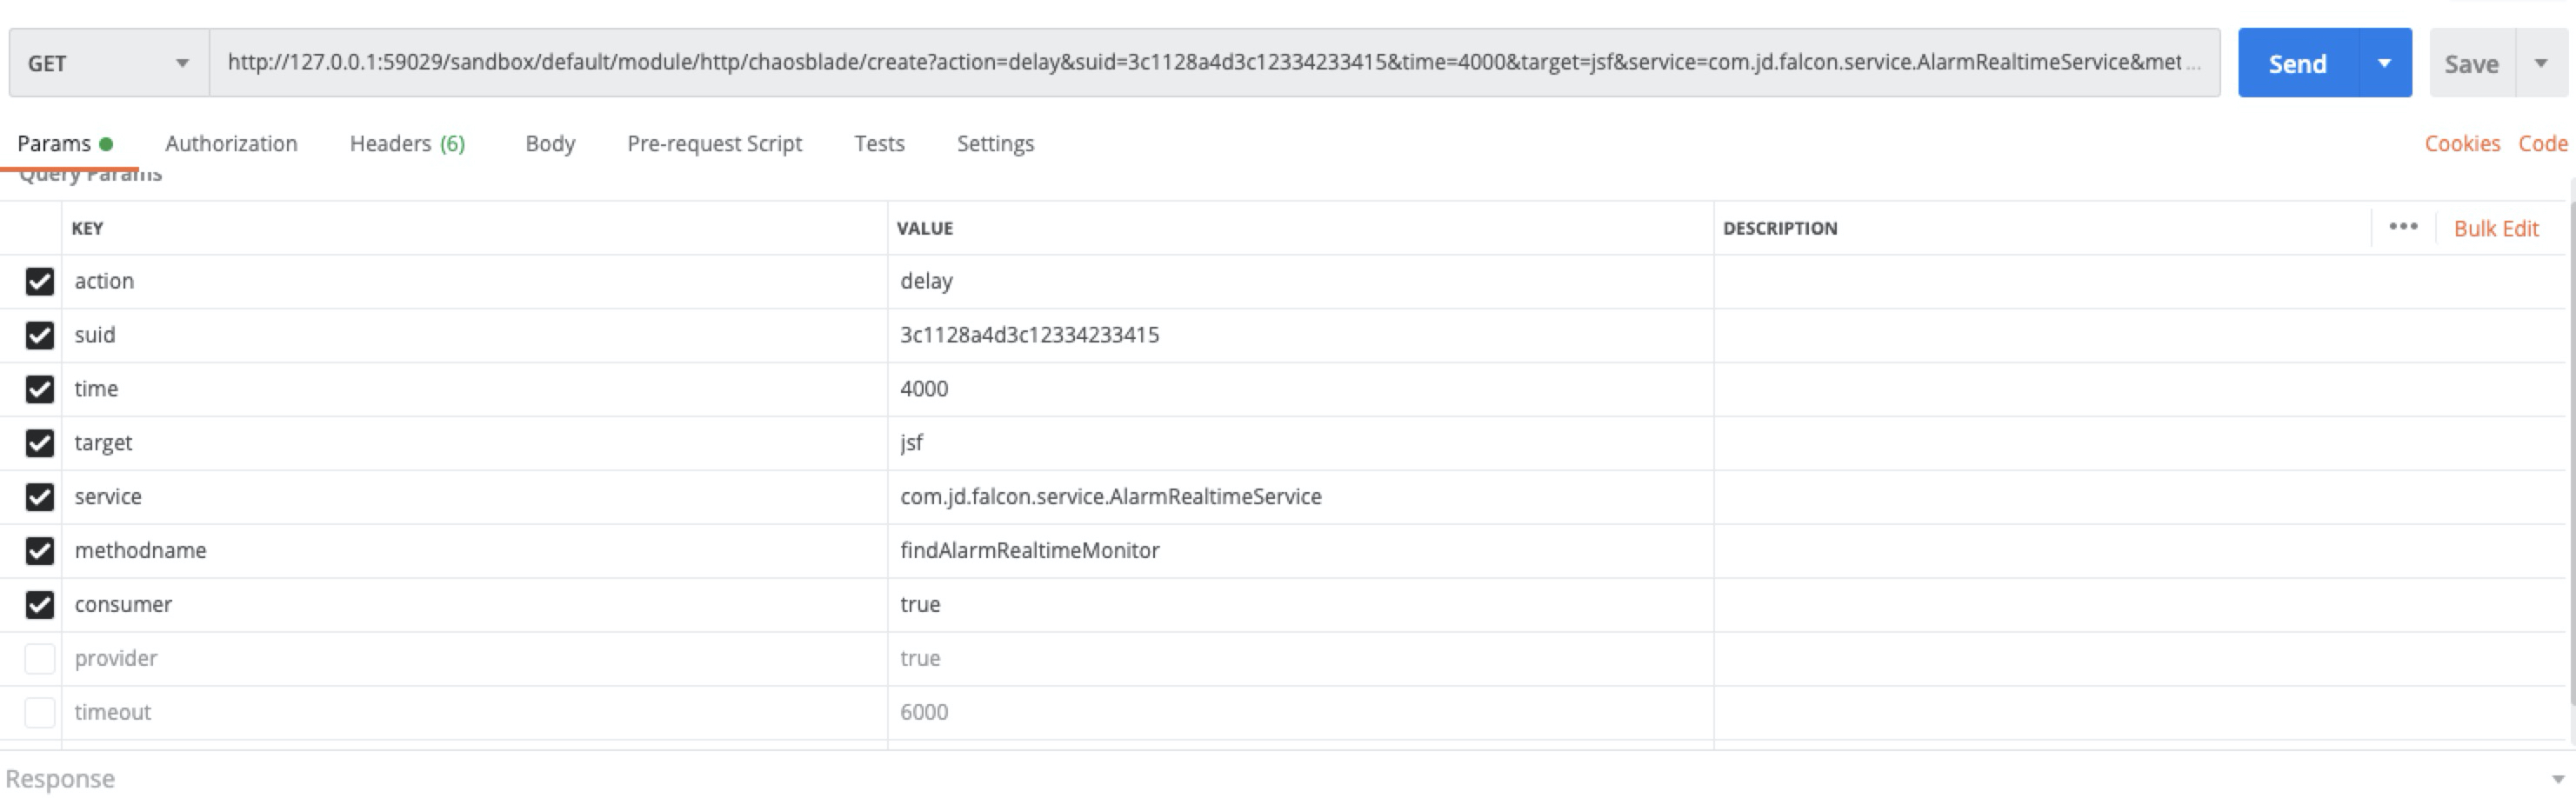 GET http://127.0.0.1:59029/sandbox/default/module/http/chaosblade/create?action=delay&suid=3c1128a4d3c12334233415&time=4000&target=jsf&service=com.jd.falcon.service.AlarmRealtimeService&met... Send Save
Params Authorization Headers (6) Body Pre-request Script Tests Settings Cookies Code
Query Params
KEY VALUE DESCRIPTION ••• Bulk Edit
action delay
suid 3c1128a4d3c12334233415
time 4000
target jsf
service com.jd.falcon.service.AlarmRealtimeService
methodname findAlarmRealtimeMonitor
consumer true
provider true
timeout 6000
Response